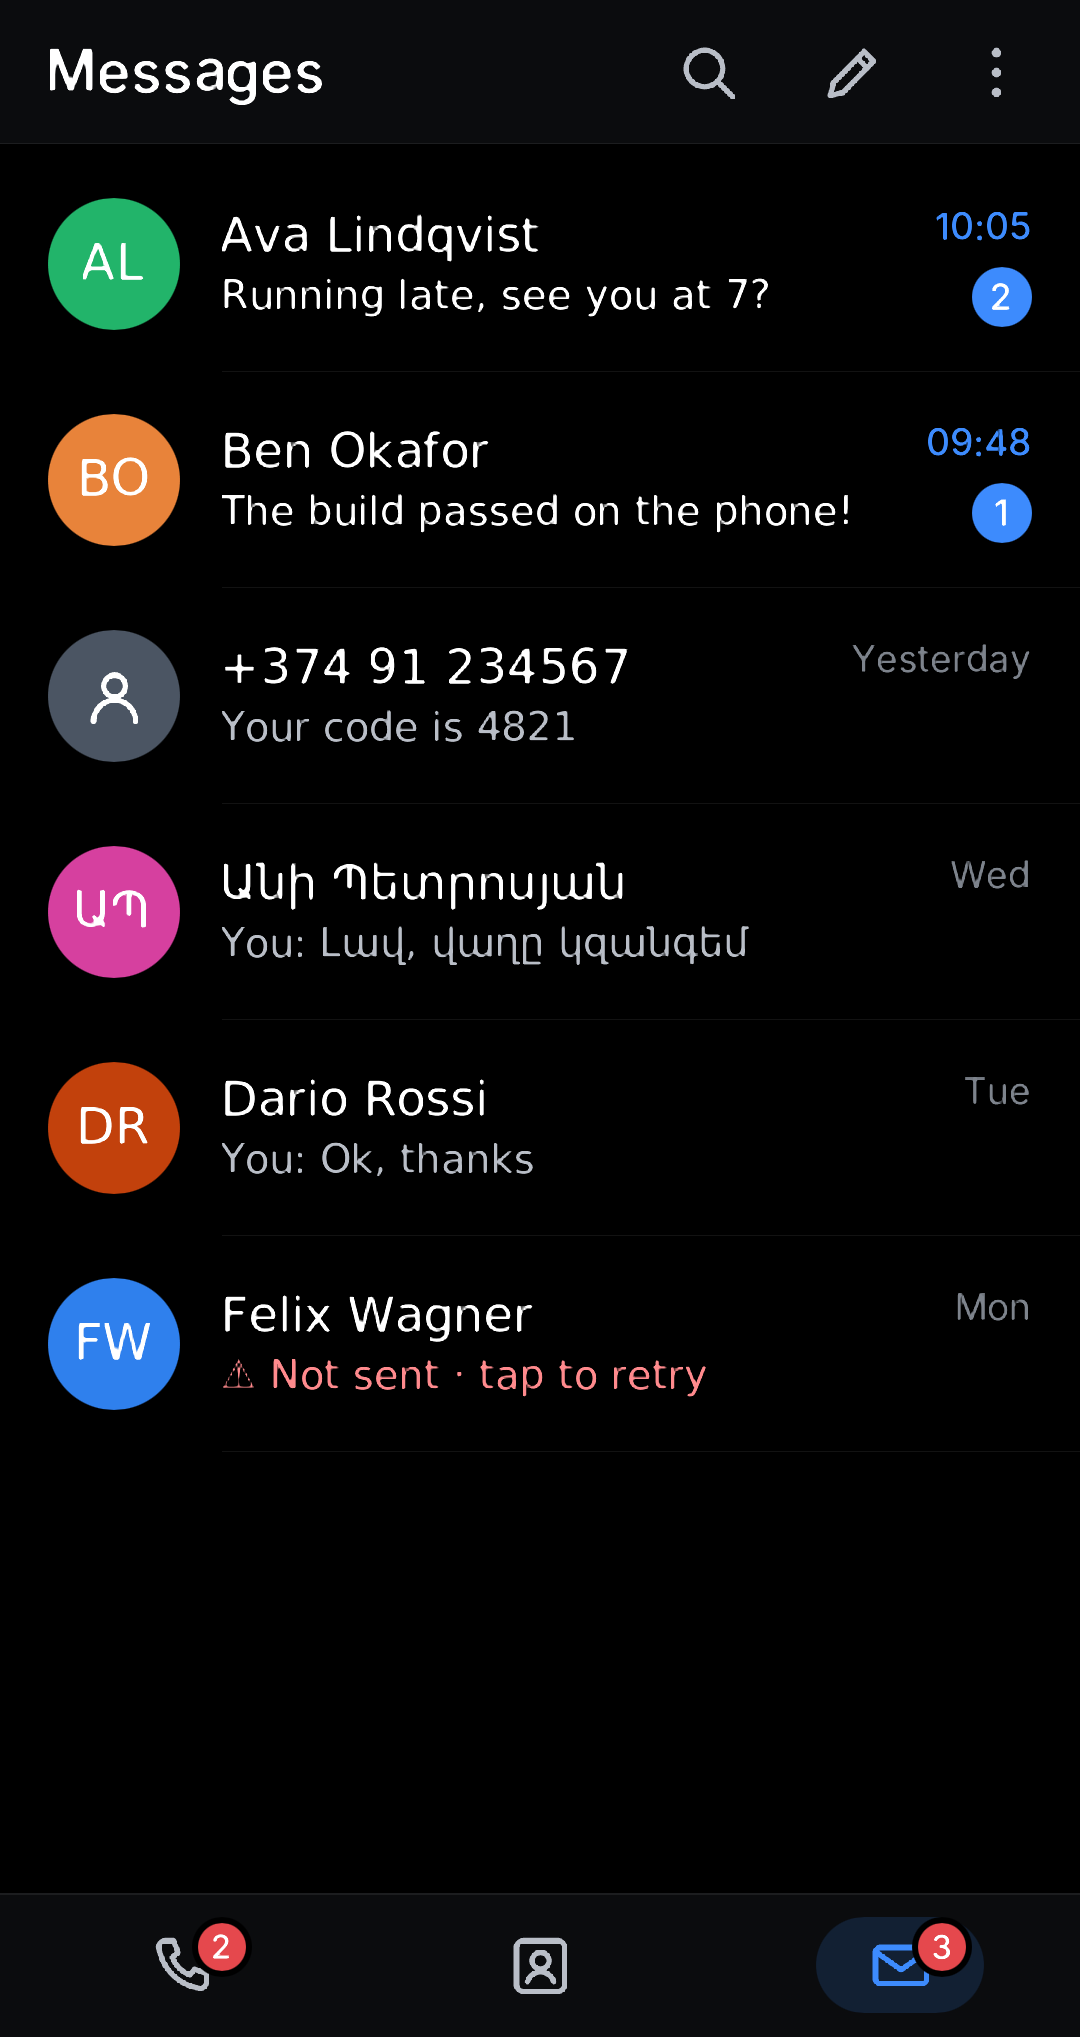 Messages
AL
Ava Lindqvist
10:05
Running late, see you at 7?
2
BO
Ben Okafor
09:48
The build passed on the phone!
1
+374 91 234567
Yesterday
Your code is 4821
ԱՊ
Անի Պետրոսյան
Wed
You: Լավ, վաղը կզանգեմ
DR
Dario Rossi
Tue
You: Ok, thanks
FW
Felix Wagner
Mon
⚠ Not sent · tap to retry
2
3